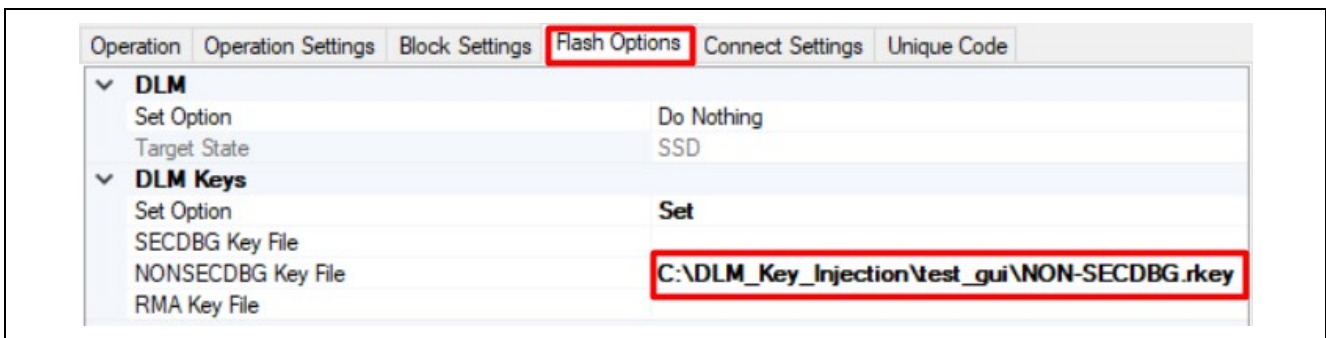 Operation Operation Settings Block Settings Flash Options Connect Settings Unique Code
DLM
Set Option Do Nothing
Target State SSD
DLM Keys
Set Option Set
SECDBG Key File
NONSECDBG Key File C:\DLM_Key_Injection\test_gui\NON-SECDBG.rkey
RMA Key File